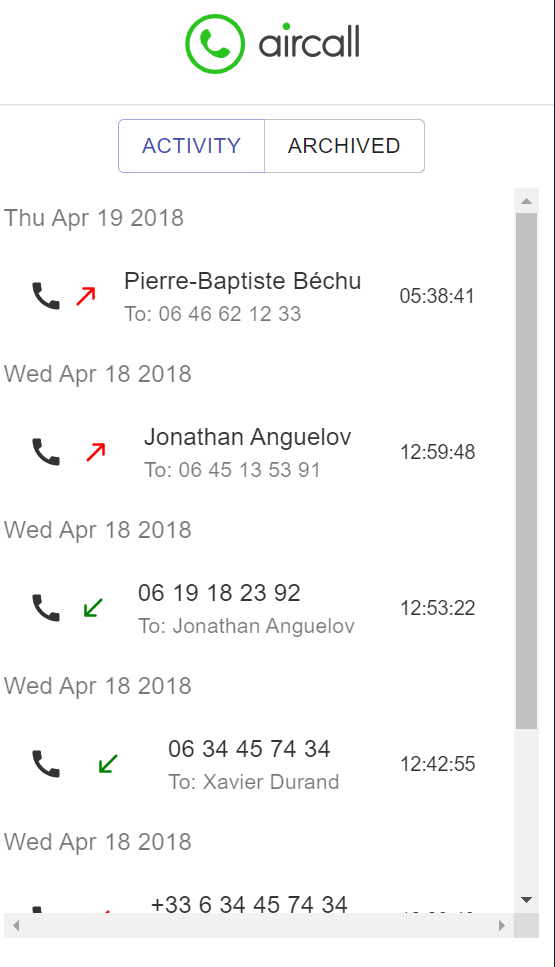 aircall
ACTIVITY ARCHIVED
Thu Apr 19 2018
Pierre-Baptiste Béchu
05:38:41
To: 06 46 62 12 33
Wed Apr 18 2018
Jonathan Anguelov
12:59:48
To: 06 45 13 53 91
Wed Apr 18 2018
06 19 18 23 92
12:53:22
To: Jonathan Anguelov
Wed Apr 18 2018
06 34 45 74 34
12:42:55
To: Xavier Durand
Wed Apr 18 2018
+33 6 34 45 74 34